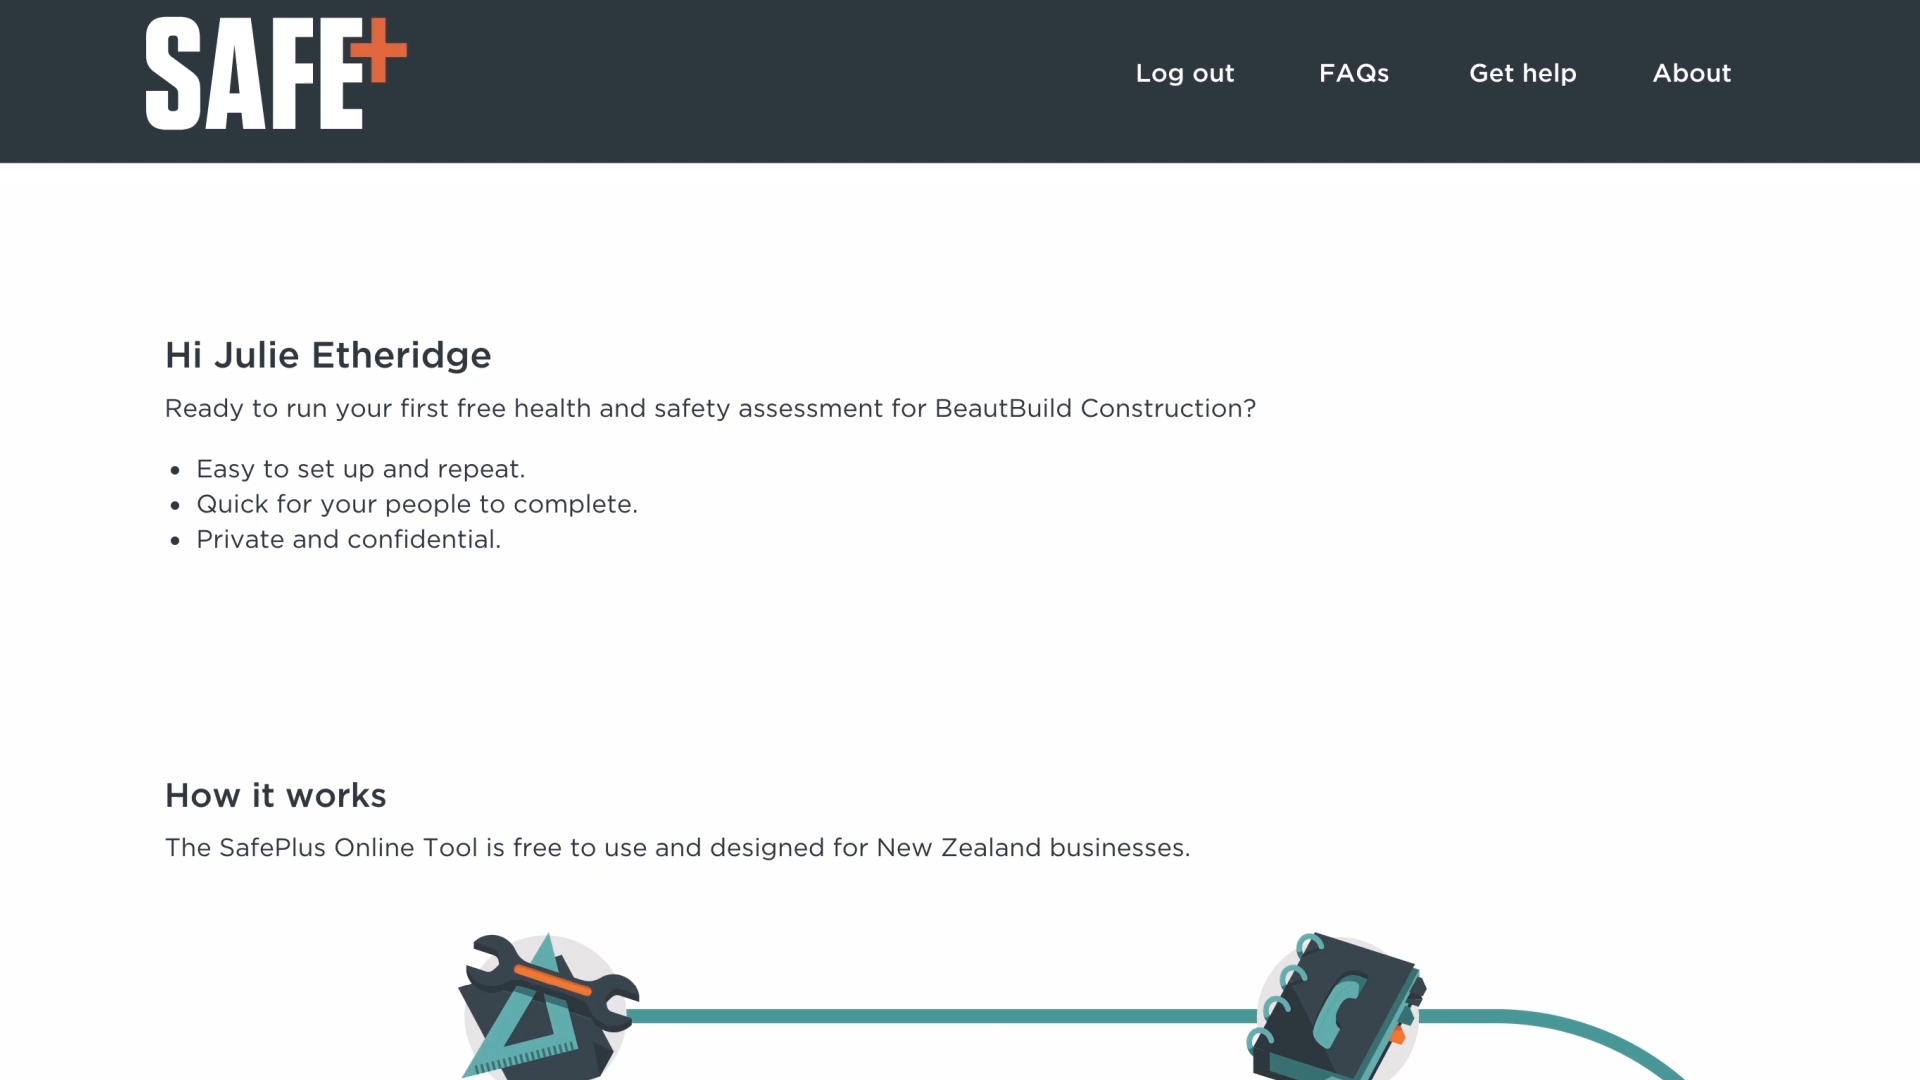 SAFE+
Log out
FAQs
Get help
About
Hi Julie Etheridge
Ready to run your first free health and safety assessment for BeautBuild Construction?
• Easy to set up and repeat.
• Quick for your people to complete.
• Private and confidential.
How it works
The SafePlus Online Tool is free to use and designed for New Zealand businesses.